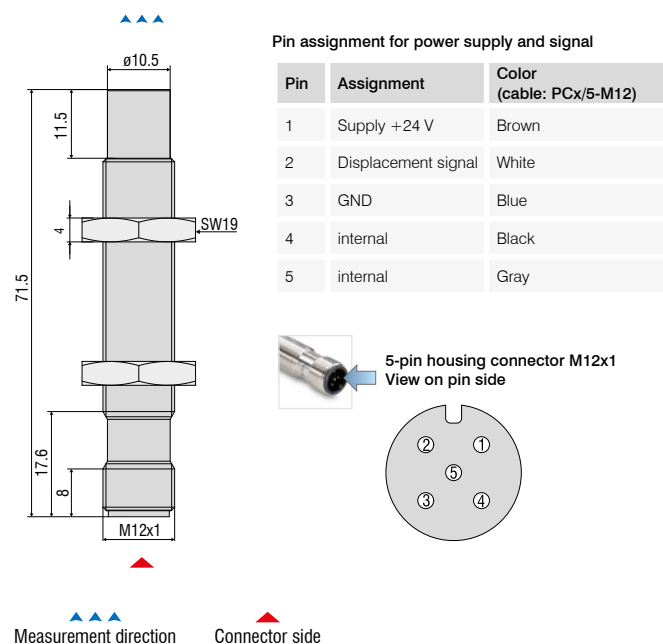 ø10.5
11.5
4
SW19
71.5
17.6
8
M12x1
Measurement direction
Connector side
Pin assignment for power supply and signal
Pin Assignment Color
(cable: PCx/5-M12)
1 Supply +24 V Brown
2 Displacement signal White
3 GND Blue
4 internal Black
5 internal Gray
5-pin housing connector M12x1
View on pin side
2 1
5
3 4